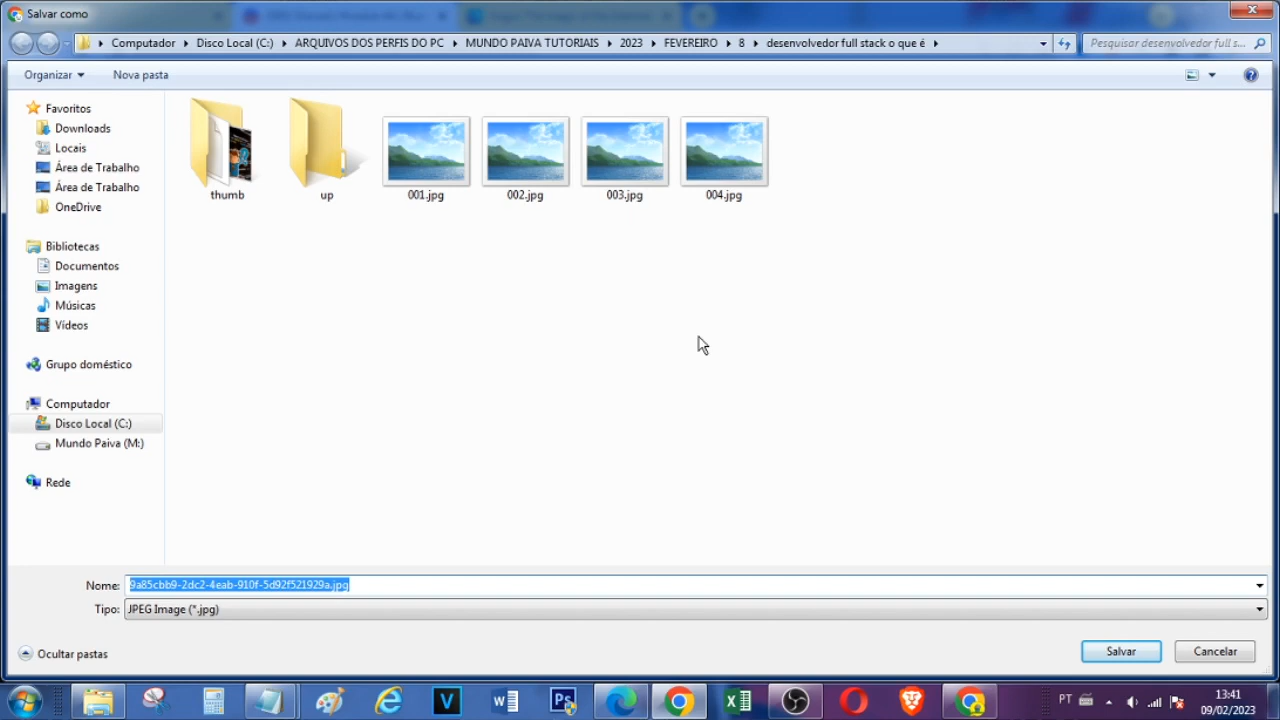 Salvar como
Computador
Disco Local (C:)
ARQUIVOS DOS PERFIS DO PC
MUNDO PAIVA TUTORIAIS
2023
FEVEREIRO
8
desenvolvedor full stack o que é
Pesquisar desenvolvedor full s...
Organizar
Nova pasta
Favoritos
Downloads
Locais
Área de Trabalho
Área de Trabalho
OneDrive
Bibliotecas
Documentos
Imagens
Músicas
Vídeos
Grupo doméstico
Computador
Disco Local (C:)
Mundo Paiva (M:)
Rede
thumb
up
001.jpg
002.jpg
003.jpg
004.jpg
Nome: 9a85cbb9-2dc2-4eab-910f-5d92f521929a.jpg
Tipo: JPEG Image (*.jpg)
Ocultar pastas
Salvar
Cancelar
PT
13:41
09/02/2023